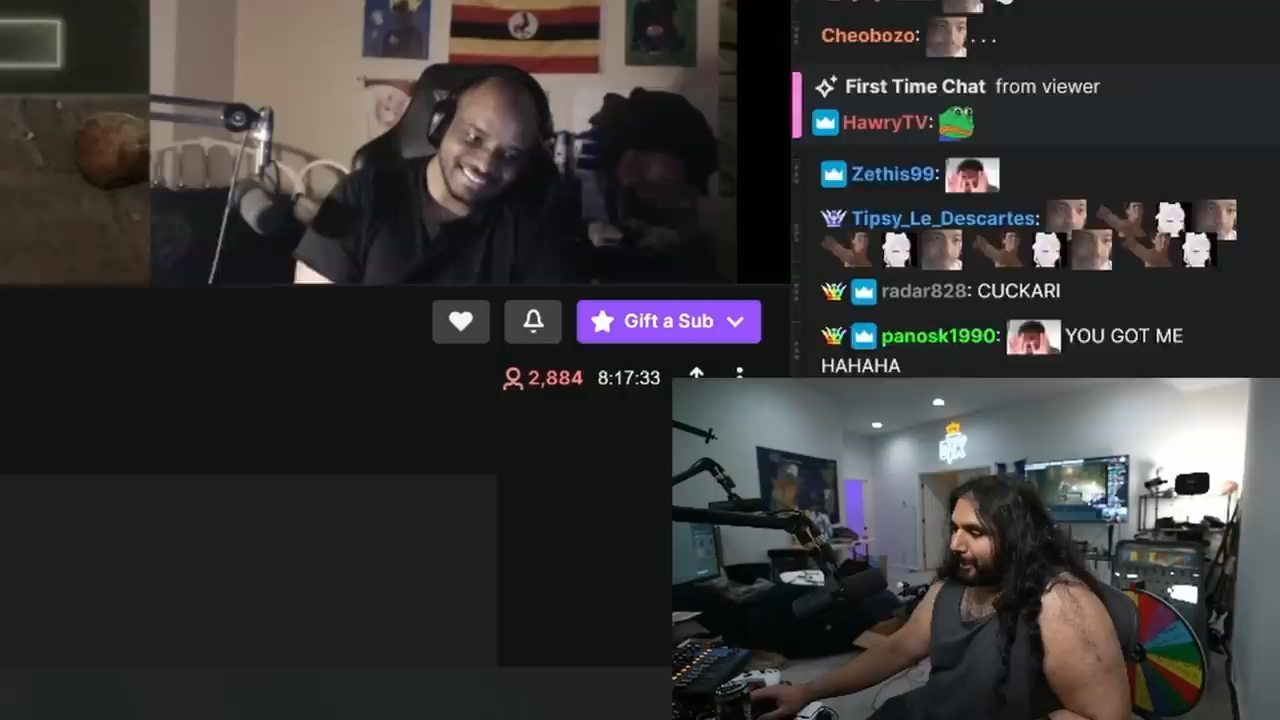 Cheobozo: ...
First Time Chat from viewer
HawryTV:
Zethis99:
Tipsy_Le_Descartes:
radar828: CUCKARI
panosk1990: YOU GOT ME
HAHAHA
Gift a Sub
2,884 8:17:33